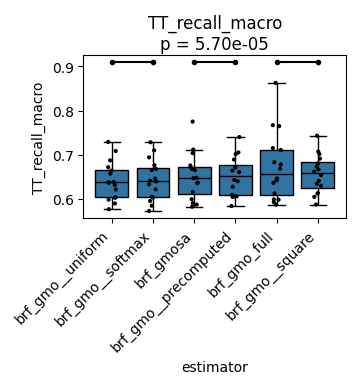 TT_recall_macro
p = 5.70e-05
TT_recall_macro
0.9
0.8
0.7
0.6
brf_gmo__uniform
brf_gmo__softmax
brf_gmosa
brf_gmo__precomputed
brf_gmo_full
brf_gmo__square
estimator